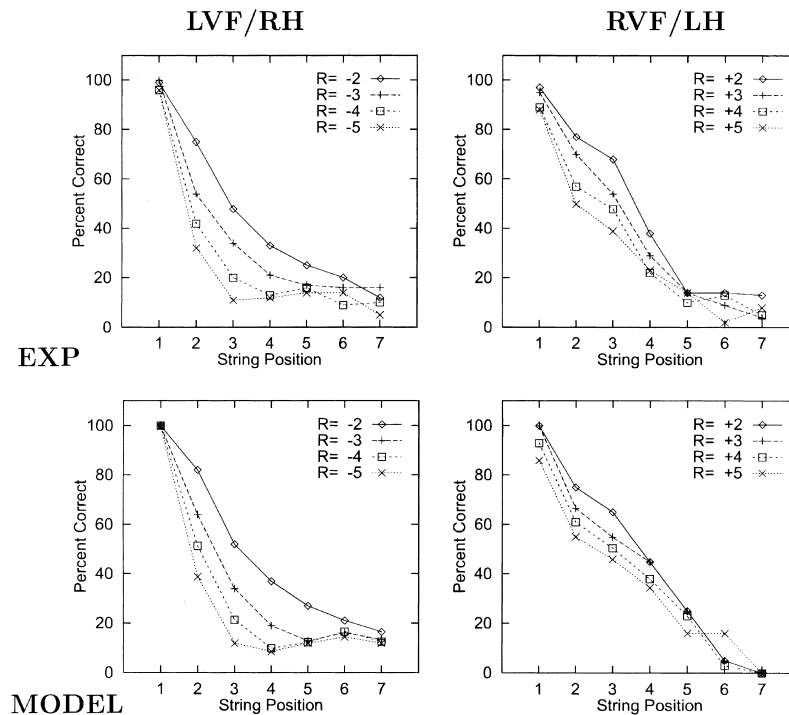 LVF/RH
RVF/LH
Percent Correct
100
80
60
40
20
0
R= -2
R= -3
R= -4
R= -5
1 2 3 4 5 6 7
String Position
Percent Correct
100
80
60
40
20
0
R= +2
R= +3
R= +4
R= +5
1 2 3 4 5 6 7
String Position
EXP
Percent Correct
100
80
60
40
20
0
R= -2
R= -3
R= -4
R= -5
1 2 3 4 5 6 7
String Position
Percent Correct
100
80
60
40
20
0
R= +2
R= +3
R= +4
R= +5
1 2 3 4 5 6 7
String Position
MODEL